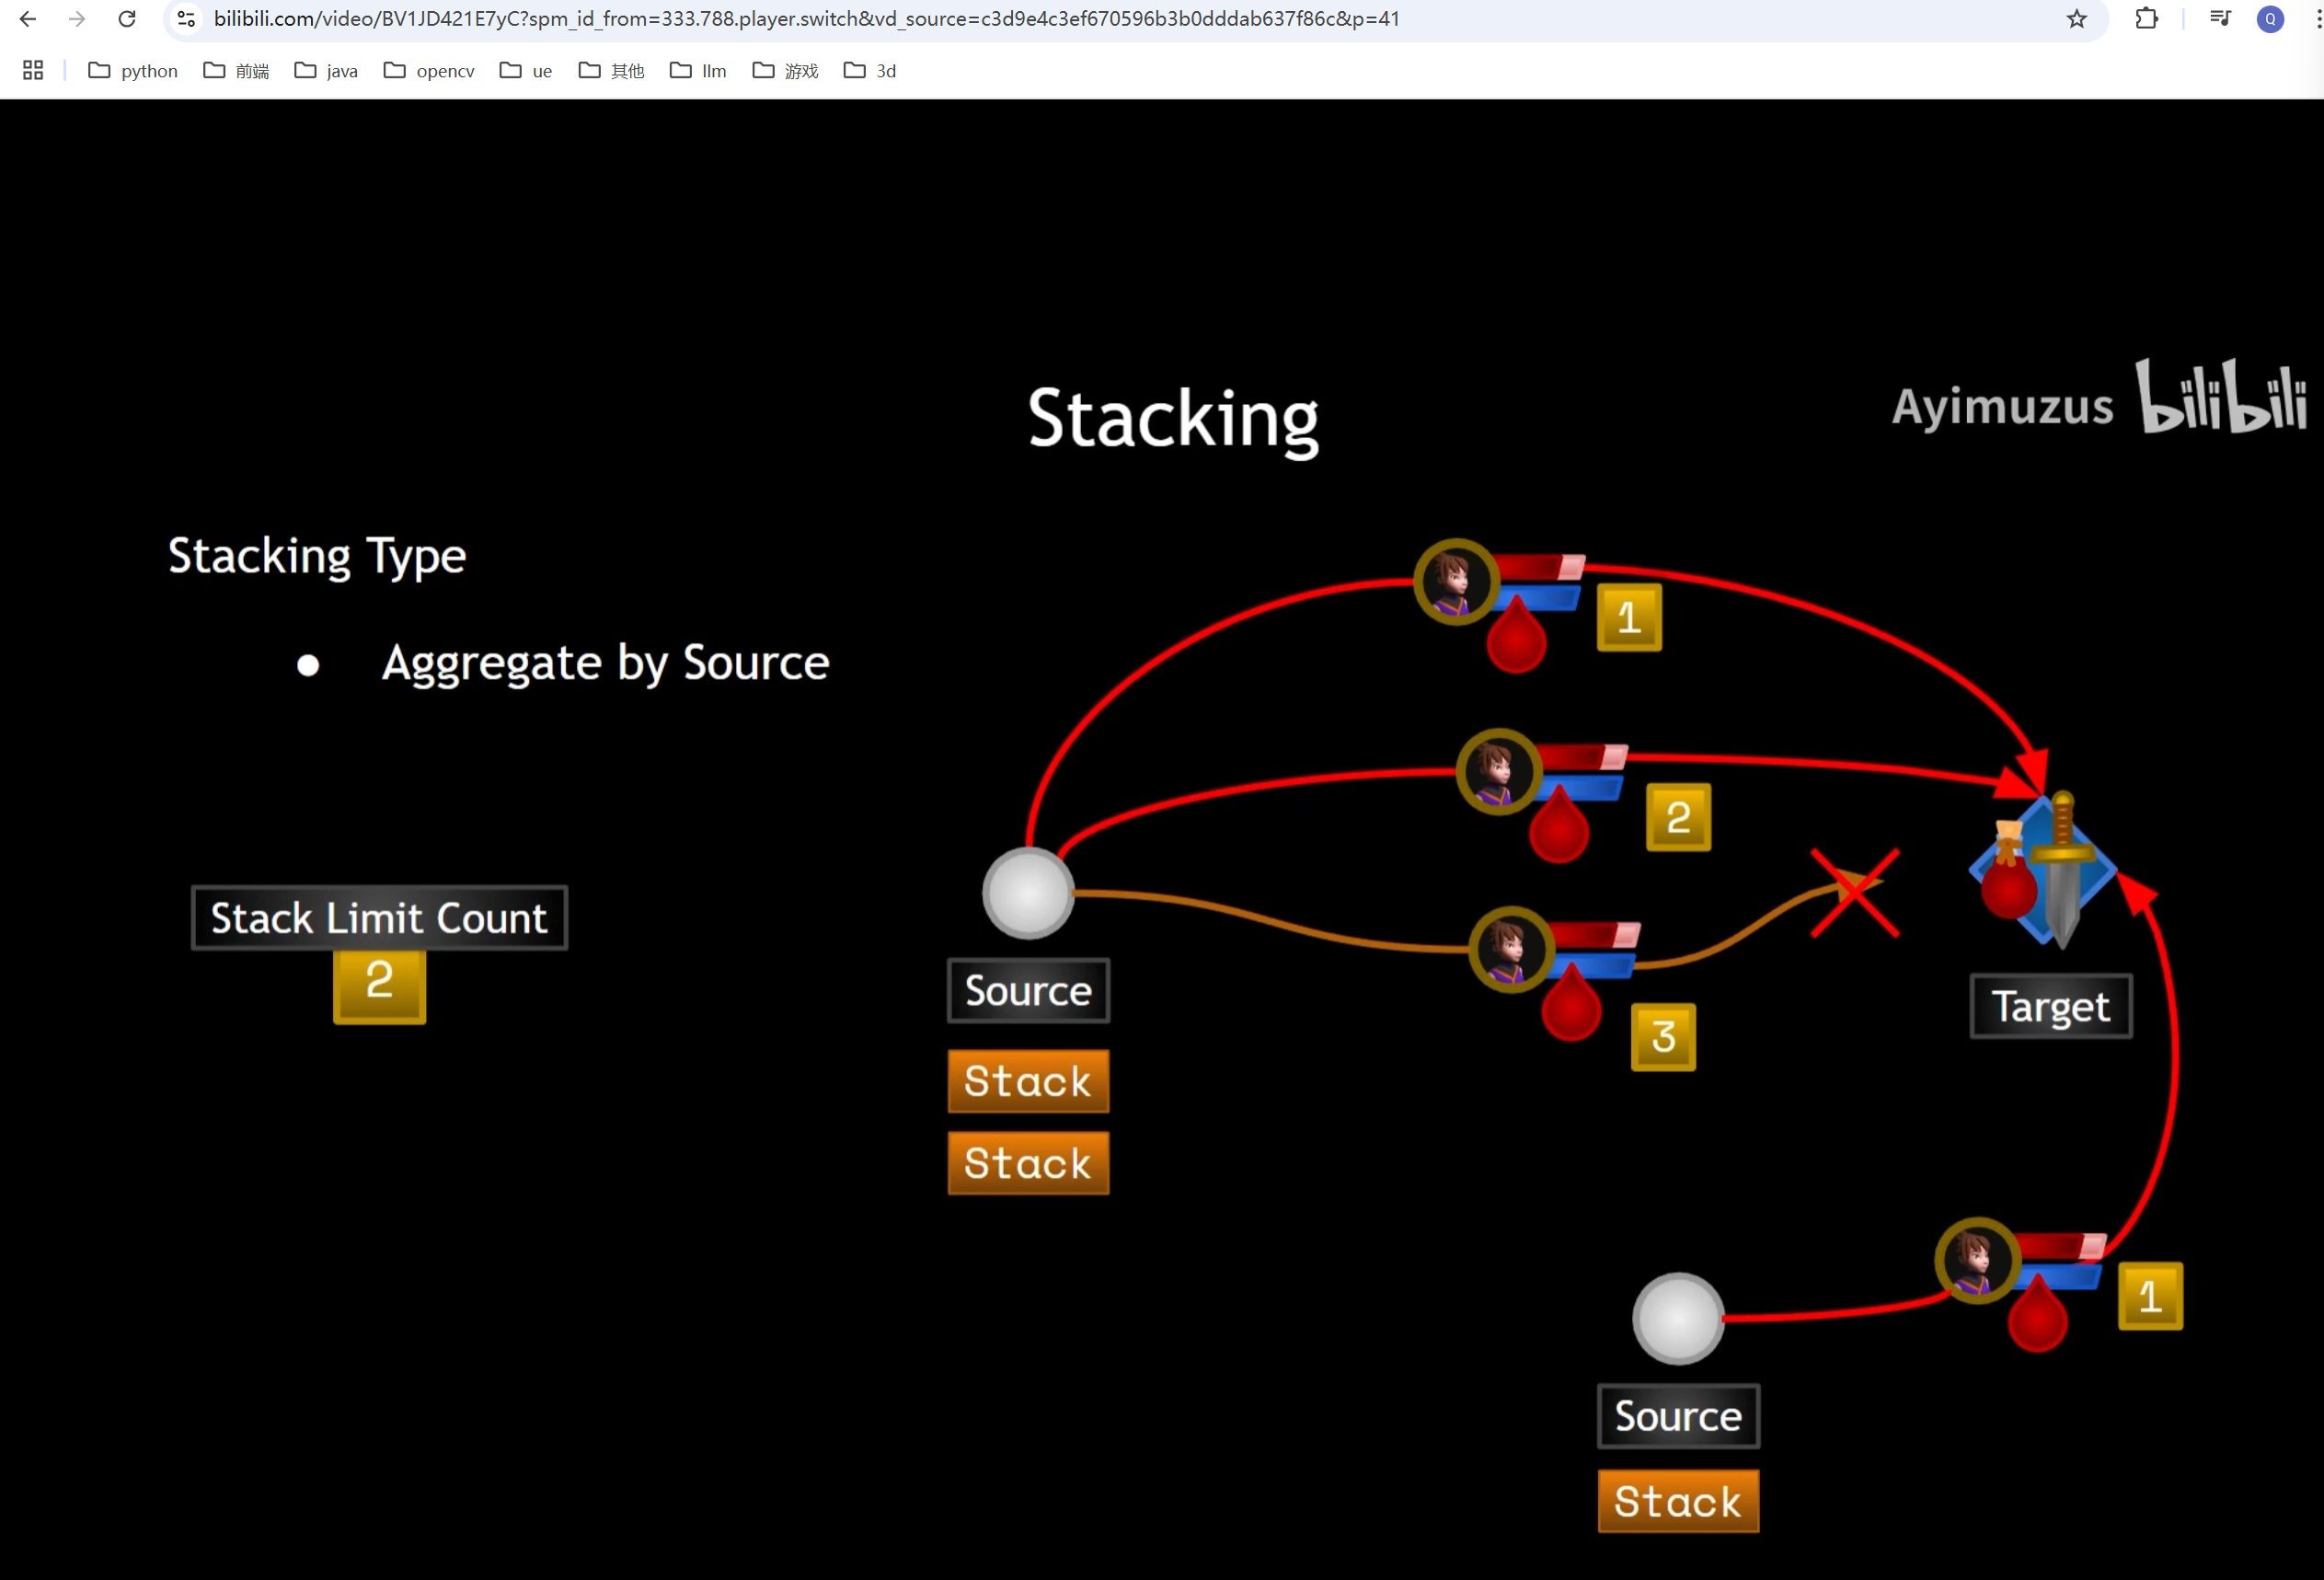 bilibili.com/video/BV1JD421E7yC?spm_id_from=333.788.player.switch&vd_source=c3d9e4c3ef670596b3b0dddab637f86c&p=41
Q
python 前端 java opencv ue 其他 llm 游戏 3d
Stacking
Ayimuzus bilibili
Stacking Type
● Aggregate by Source
1
2
Stack Limit Count
2
3
Source
Target
Stack
Stack
1
Source
Stack